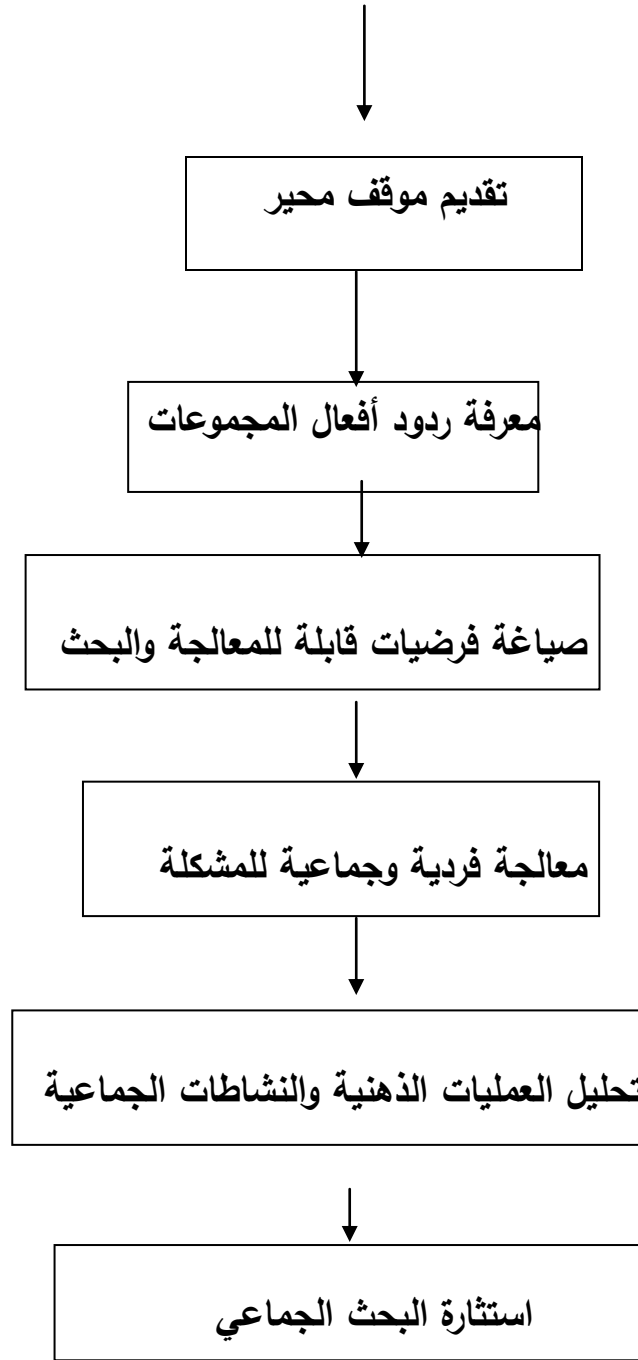 تقديم موقف محير
معرفة ردود أفعال المجموعات
صياغة فرضيات قابلة للمعالجة والبحث
معالجة فردية وجماعية للمشكلة
تحليل العمليات الذهنية والنشاطات الجماعية
استثارة البحث الجماعي